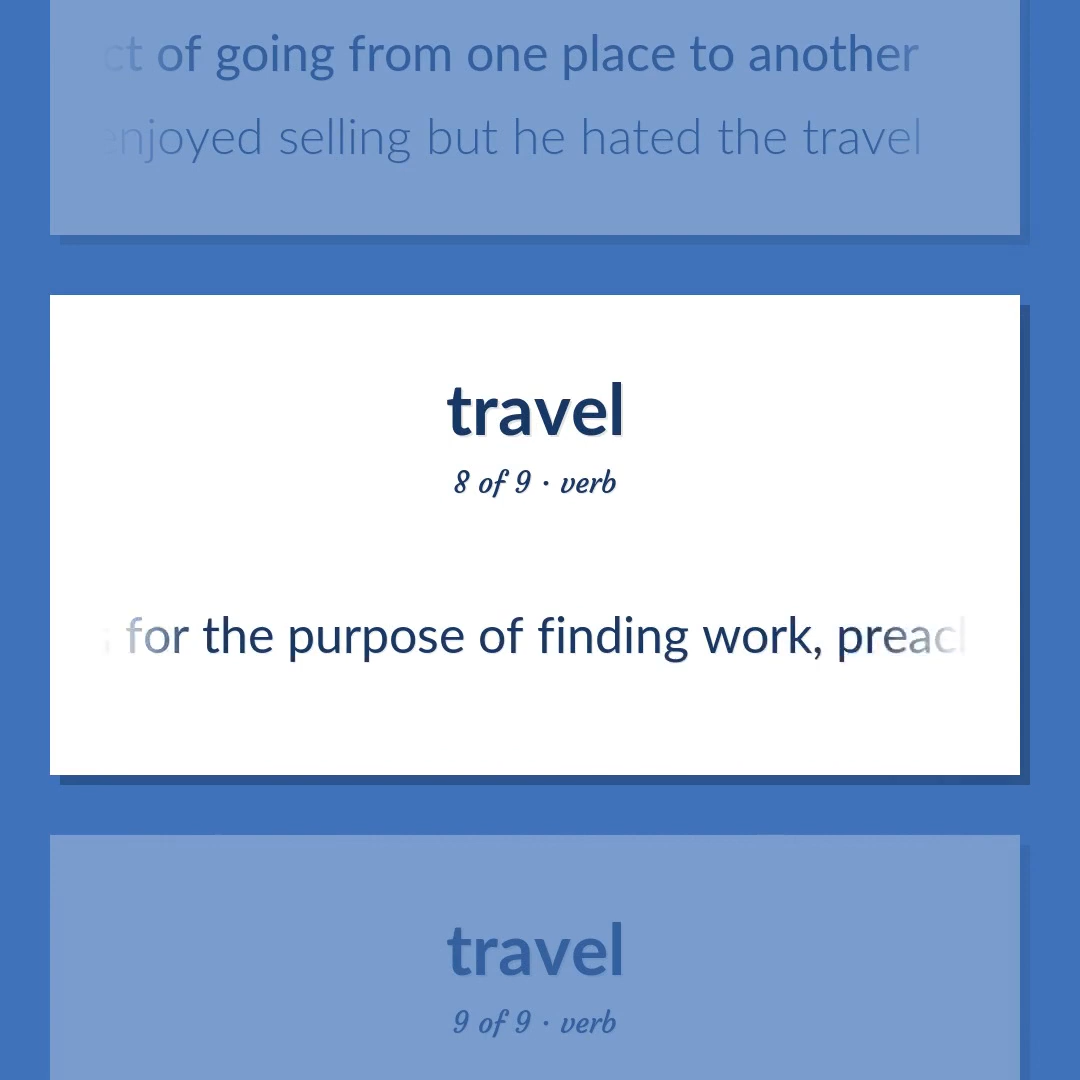 of going from one place to another
enjoyed selling but he hated the travel
travel
8 of 9 · verb
for the purpose of finding work,
travel
9 of 9 · verb